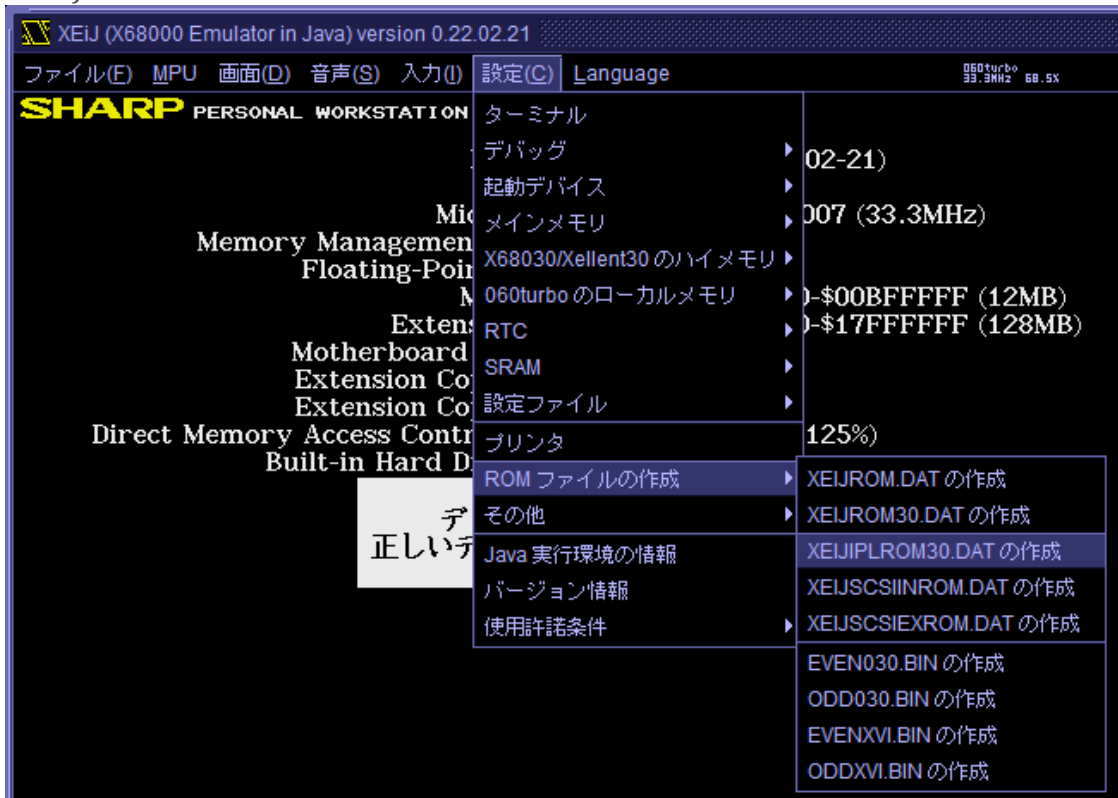 XEiJ (X68000 Emulator in Java) version 0.22.02.21
ファイル(F) MPU 画面(D) 音声(S) 入力(I) 設定(C) Language 060turbo 33.3MHz 68.5%
SHARP PERSONAL WORKSTATION
ターミナル
デバッグ
02-21)
起動デバイス
Mic
メインメモリ
007 (33.3MHz)
Memory Managemen
X68030/Xellent30 のハイメモリ
Floating-Poin
060turbo のローカルメモリ
M
0-$00BFFFFF (12MB)
Extens
RTC
0-$17FFFFFF (128MB)
Motherboard
SRAM
Extension Co
設定ファイル
Extension Co
プリンタ
Direct Memory Access Contr
125%)
Built-in Hard D
ROM ファイルの作成
XEIJROM.DAT の作成
デ
その他
XEIJROM30.DAT の作成
正しいデ
Java 実行環境の情報
XEIJIPLROM30.DAT の作成
バージョン情報
XEIJSCSIINROM.DAT の作成
使用許諾条件
XEIJSCSIEXROM.DAT の作成
EVEN030.BIN の作成
ODD030.BIN の作成
EVENXVI.BIN の作成
ODDXVI.BIN の作成